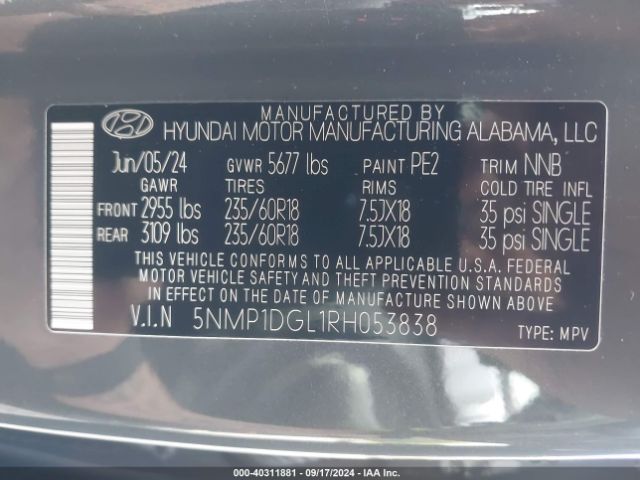 MANUFACTURED BY
HYUNDAI MOTOR MANUFACTURING ALABAMA, LLC
Jun/05/24 GVWR 5677 lbs PAINT PE2 TRIM NNB
GAWR TIRES RIMS COLD TIRE INFL
FRONT 2955 lbs 235/60R18 7.5JX18 35 psi SINGLE
REAR 3109 lbs 235/60R18 7.5JX18 35 psi SINGLE
THIS VEHICLE CONFORMS TO ALL APPLICABLE U.S.A. FEDERAL
MOTOR VEHICLE SAFETY AND THEFT PREVENTION STANDARDS
IN EFFECT ON THE DATE OF MANUFACTURE SHOWN ABOVE.
V.I.N 5NMP1DGL1RH053838
TYPE: MPV
000-40311881 - 09/17/2024 - IAAI.COM